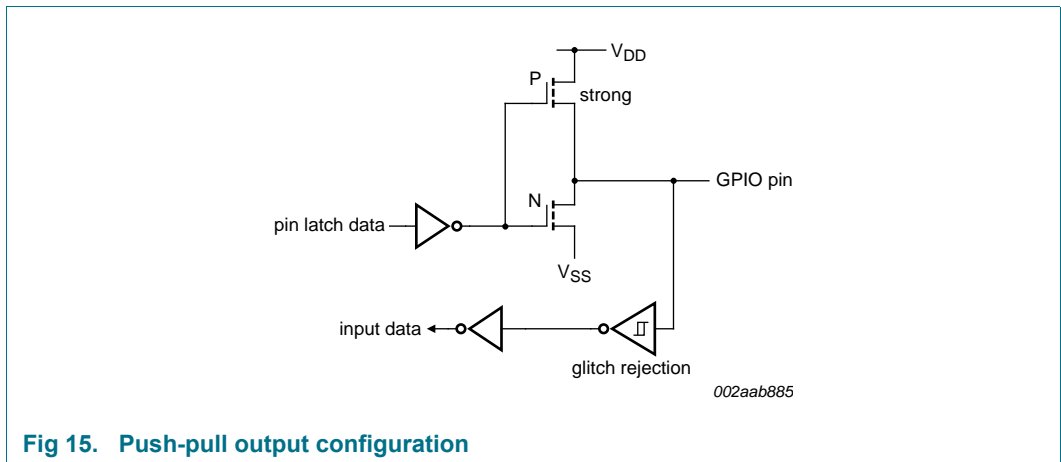 VDD
P
strong
GPIO pin
N
pin latch data
VSS
input data
glitch rejection
002aab885
Fig 15. Push-pull output configuration